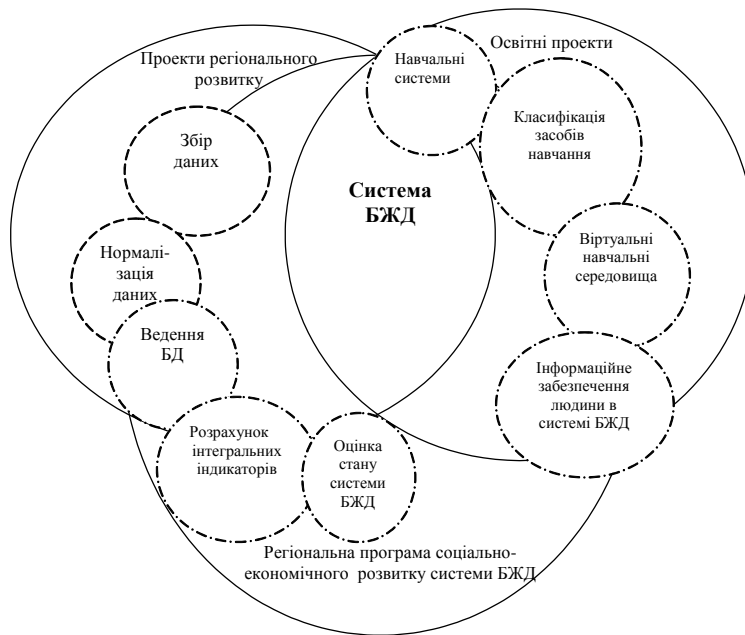 Проекти регіонального
розвитку
Навчальні
системи
Освітні проекти
Збір
даних
Класифікація
засобів
навчання
Система
БЖД
Нормалі-
зація
даних
Віртуальні
навчальні
середовища
Ведення
БД
Інформаційне
забезпечення
людини в
системі БЖД
Розрахунок
інтегральних
індикаторів
Оцінка
стану
системи
БЖД
Регіональна програма соціально-
економічного розвитку системи БЖД